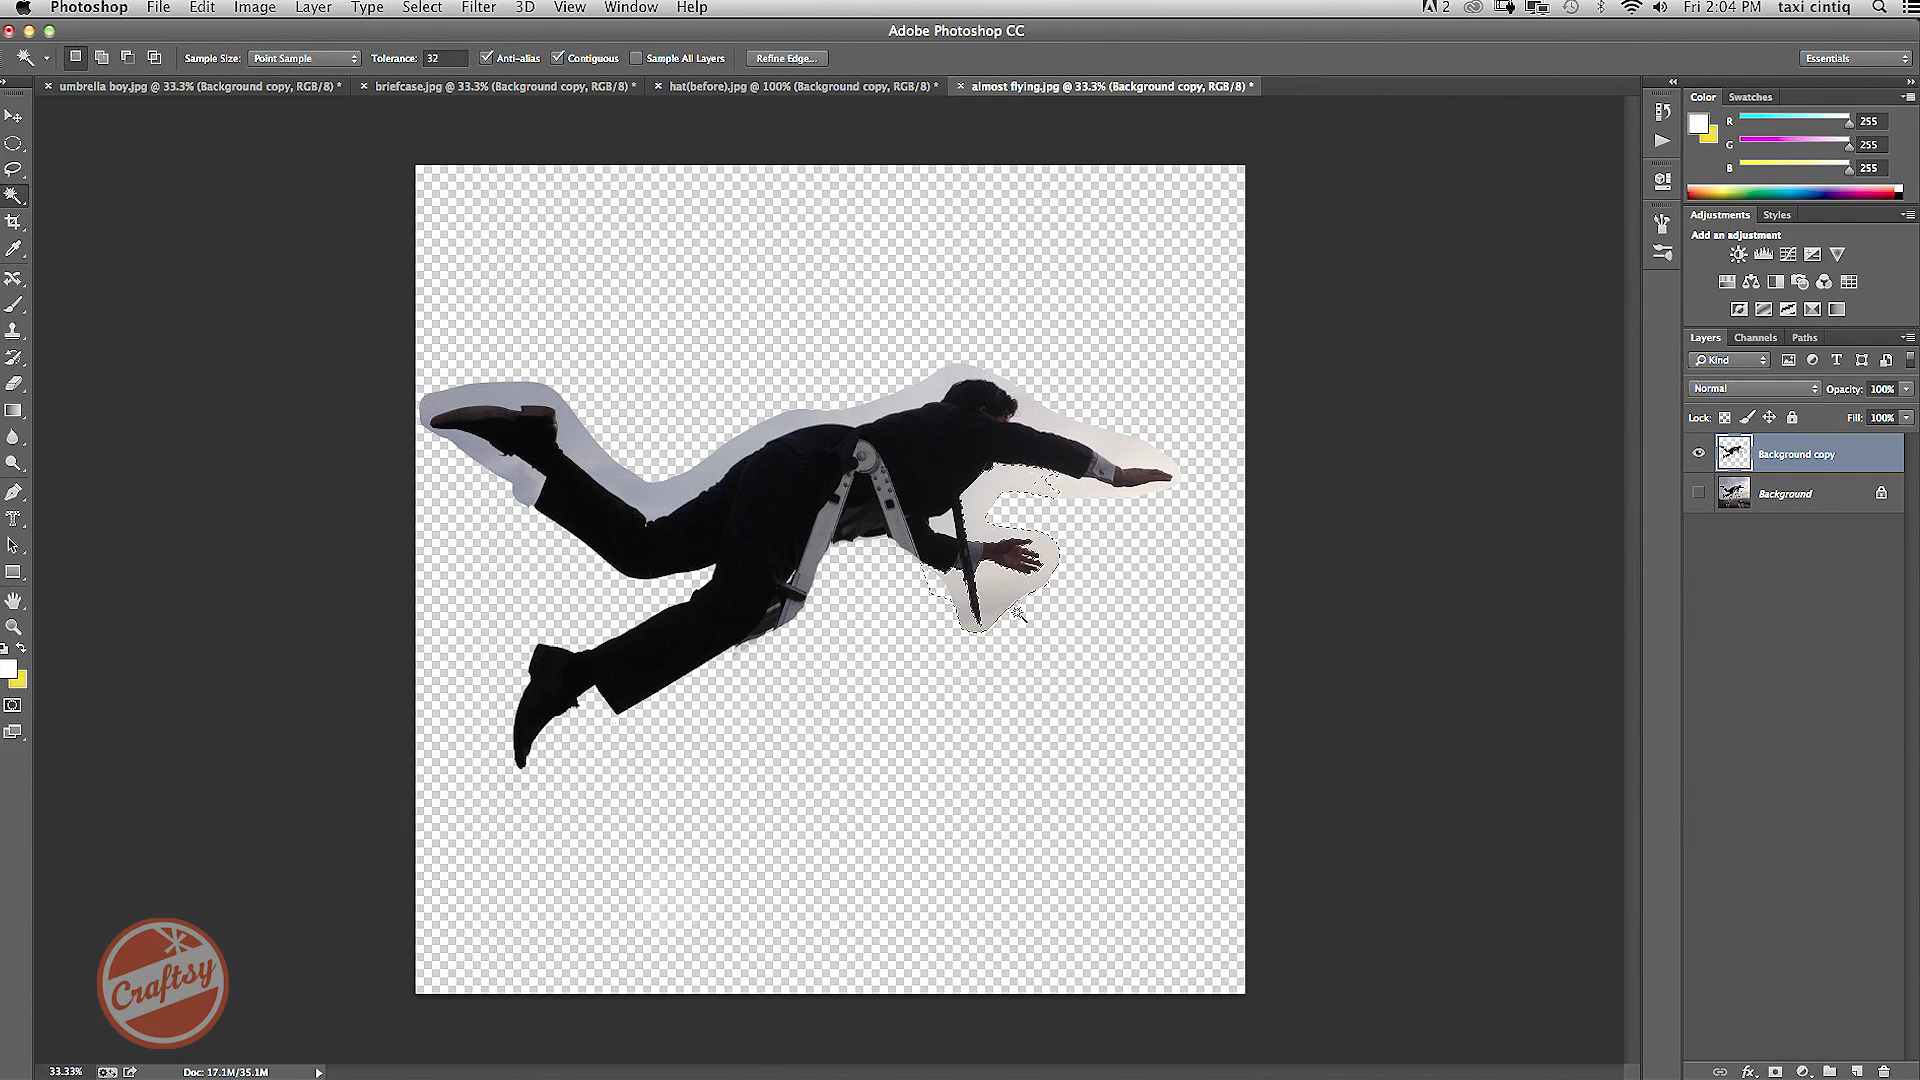 Photoshop File Edit Image Layer Type Select Filter 3D View Window Help 2 Fri 2:04 PM taxi cintiq
Adobe Photoshop CC
Sample Size: Point Sample Tolerance: 32 Anti-alias Contiguous Sample All Layers Refine Edge... Essentials
umbrella boy.jpg @ 33.3% (Background copy, RGB/8) * briefcase.jpg @ 33.3% (Background copy, RGB/8) * hat(before).jpg @ 100% (Background copy, RGB/8) * almost flying.jpg @ 33.3% (Background copy, RGB/8) *
Color Swatches
R 255
G 255
B 255
Adjustments Styles
Add an adjustment
Layers Channels Paths
Kind
Normal Opacity: 100%
Lock: Fill: 100%
Background copy
Background
Craftsy
33.33% Doc: 17.1M/35.1M